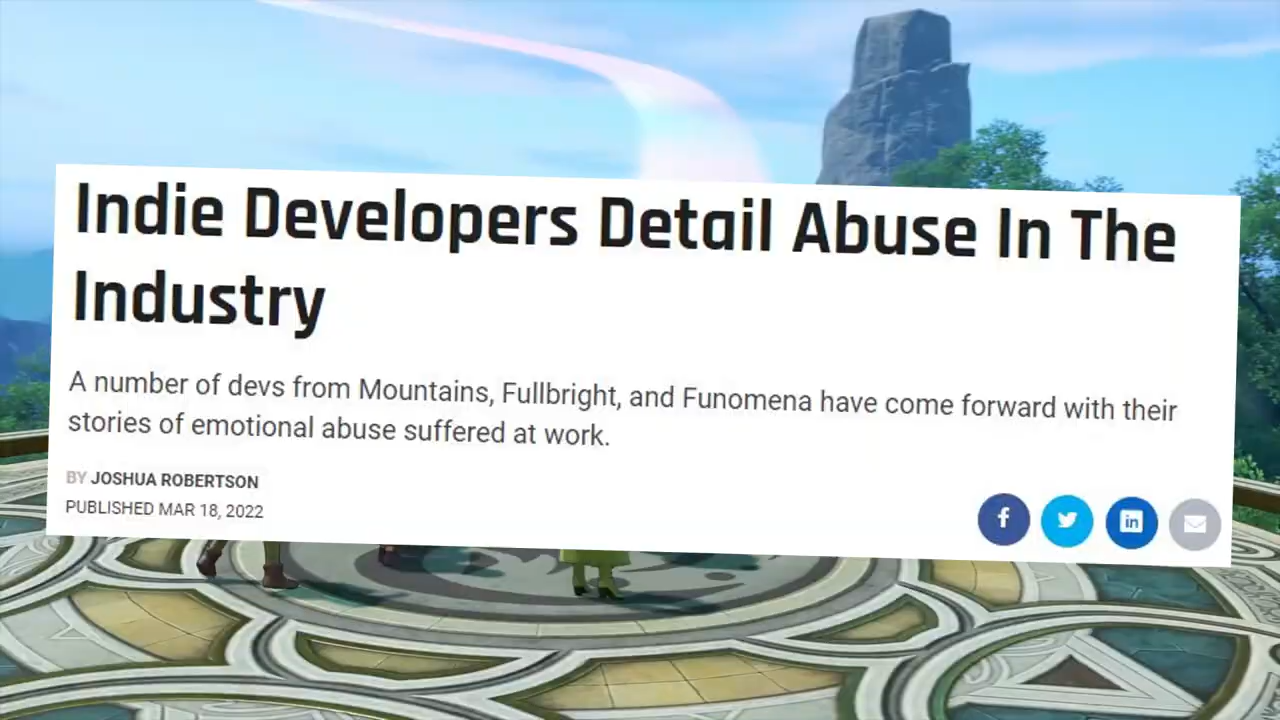 Indie Developers Detail Abuse In The
Industry
A number of devs from Mountains, Fullbright, and Funomena have come forward with their
stories of emotional abuse suffered at work.
BY JOSHUA ROBERTSON
PUBLISHED MAR 18, 2022